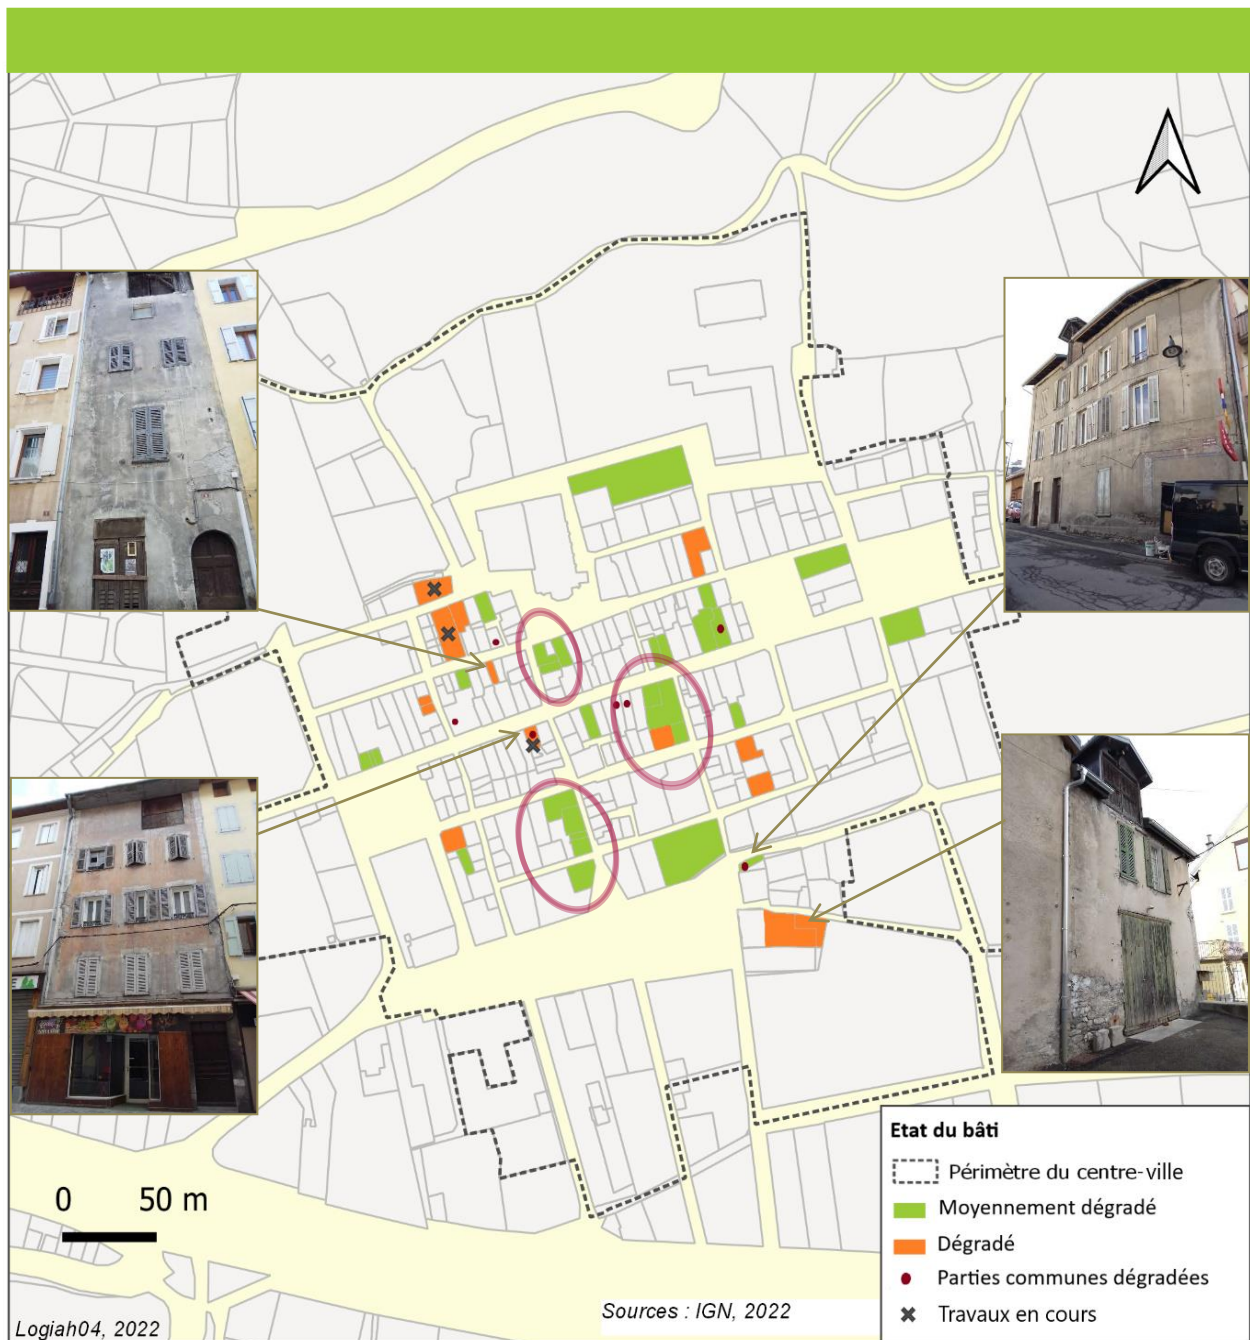 Etat du bâti
Périmètre du centre-ville
Moyennement dégradé
Dégradé
Parties communes dégradées
Travaux en cours
0 50 m
Sources : IGN, 2022
Logiah04, 2022